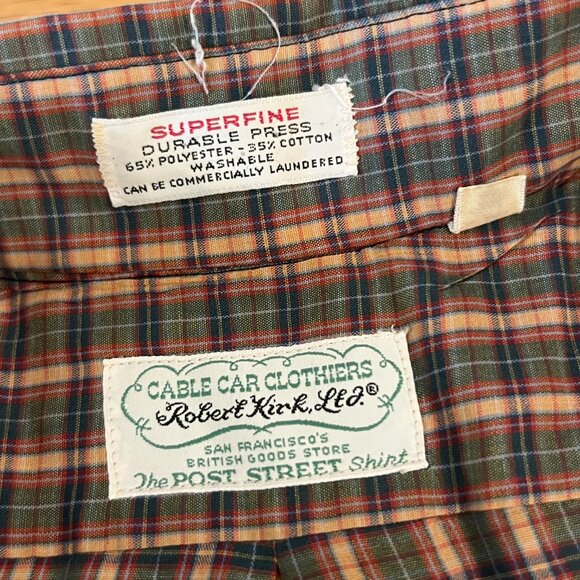 SUPERFINE
DURABLE PRESS
65% POLYESTER - 35% COTTON
WASHABLE
CAN BE COMMERCIALLY LAUNDERED
CABLE CAR CLOTHIERS
Robert Kirk, Ltd.®
SAN FRANCISCO'S
BRITISH GOODS STORE
The POST STREET Shirt